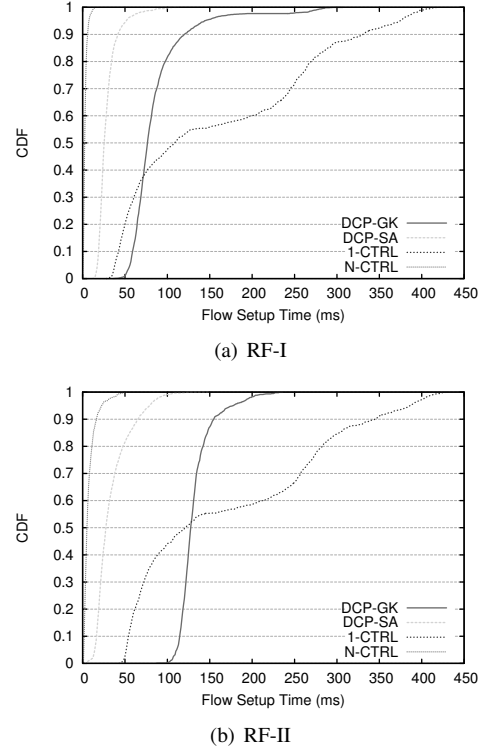 1
0.9
0.8
0.7
0.6
0.5
0.4
0.3
0.2
0.1
0
CDF
DCP-GK
DCP-SA
1-CTRL
N-CTRL
0 50 100 150 200 250 300 350 400 450
Flow Setup Time (ms)
(a) RF-I
1
0.9
0.8
0.7
0.6
0.5
0.4
0.3
0.2
0.1
0
CDF
DCP-GK
DCP-SA
1-CTRL
N-CTRL
0 50 100 150 200 250 300 350 400 450
Flow Setup Time (ms)
(b) RF-II